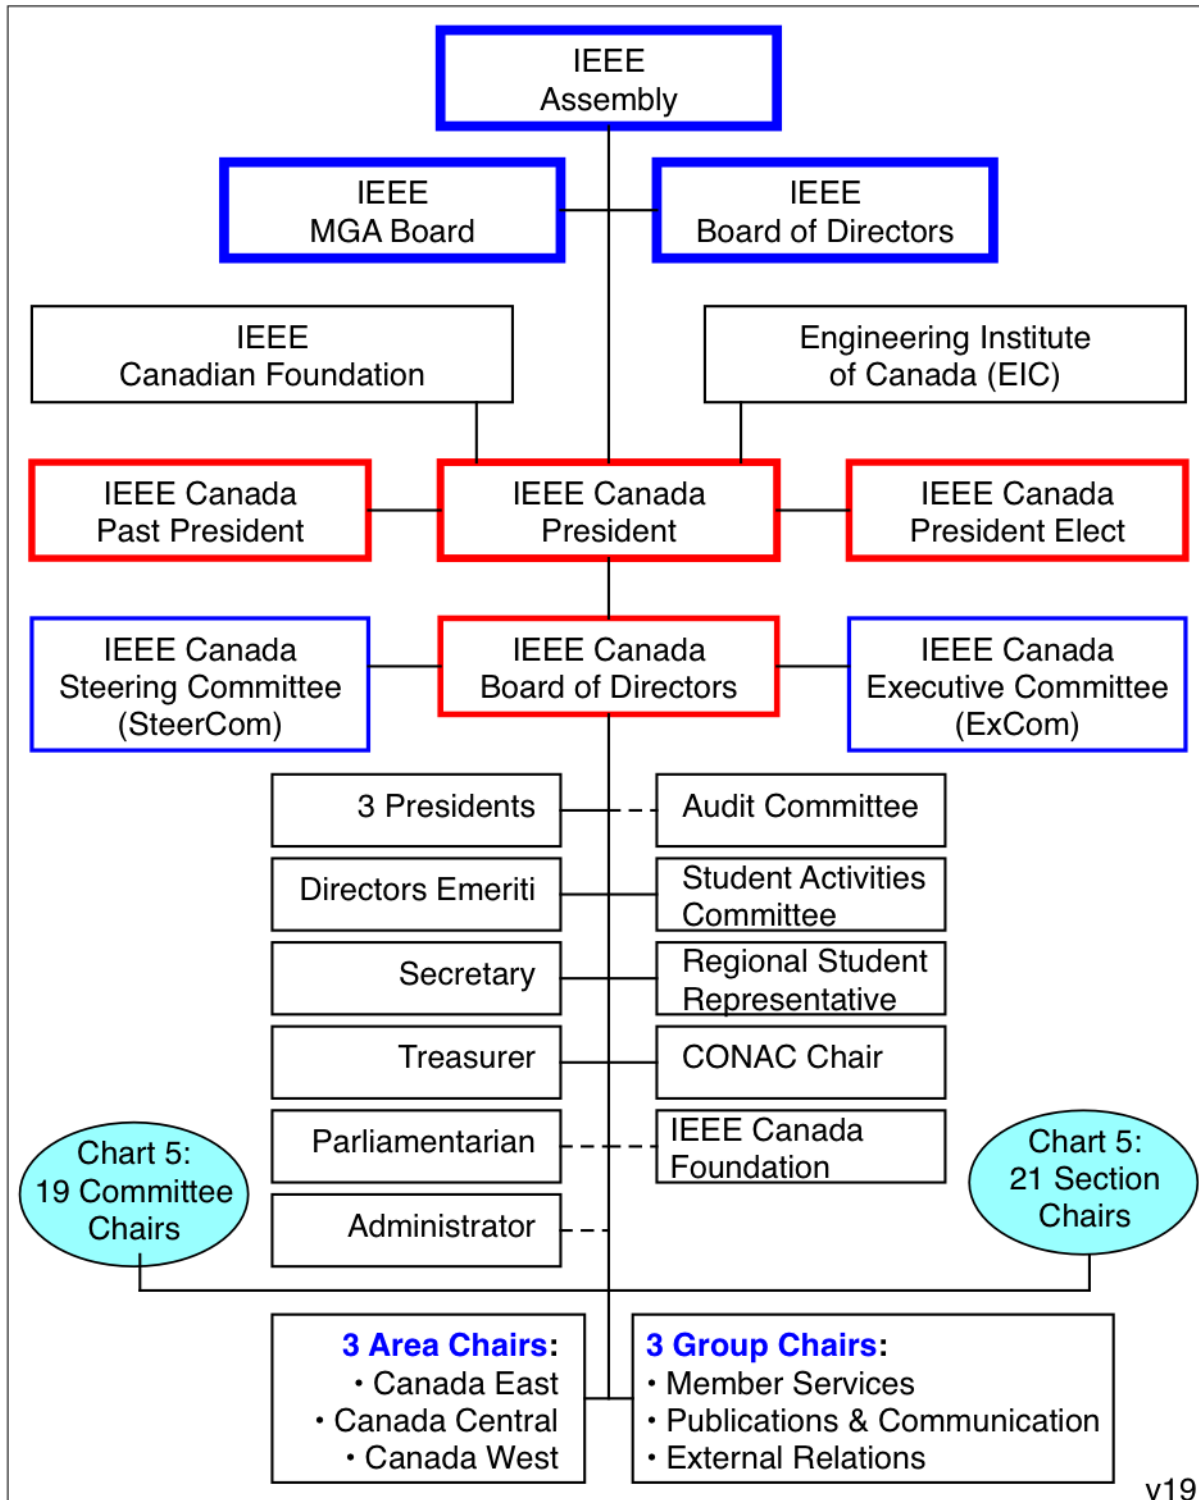 IEEE
Assembly
IEEE
MGA Board
IEEE
Board of Directors
IEEE
Canadian Foundation
Engineering Institute
of Canada (EIC)
IEEE Canada
Past President
IEEE Canada
President
IEEE Canada
President Elect
IEEE Canada
Steering Committee
(SteerCom)
IEEE Canada
Board of Directors
IEEE Canada
Executive Committee
(ExCom)
3 Presidents
Audit Committee
Directors Emeriti
Student Activities
Committee
Secretary
Regional Student
Representative
Treasurer
CONAC Chair
Parliamentarian
IEEE Canada
Foundation
Administrator
Chart 5:
19 Committee
Chairs
Chart 5:
21 Section
Chairs
3 Area Chairs:
• Canada East
• Canada Central
• Canada West
3 Group Chairs:
• Member Services
• Publications & Communication
• External Relations
v19